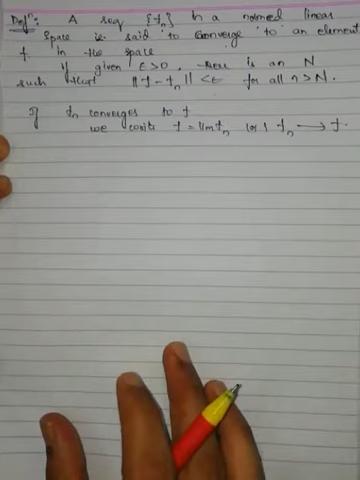 Defn: A seq {fn} in a normed linear
space is said to converge to an element
f in the space
if given ε>0, there is an N
such that ||f - fn|| < ε for all n > N.
If fn converges to f
we write f = lim fn (or) fn → f.